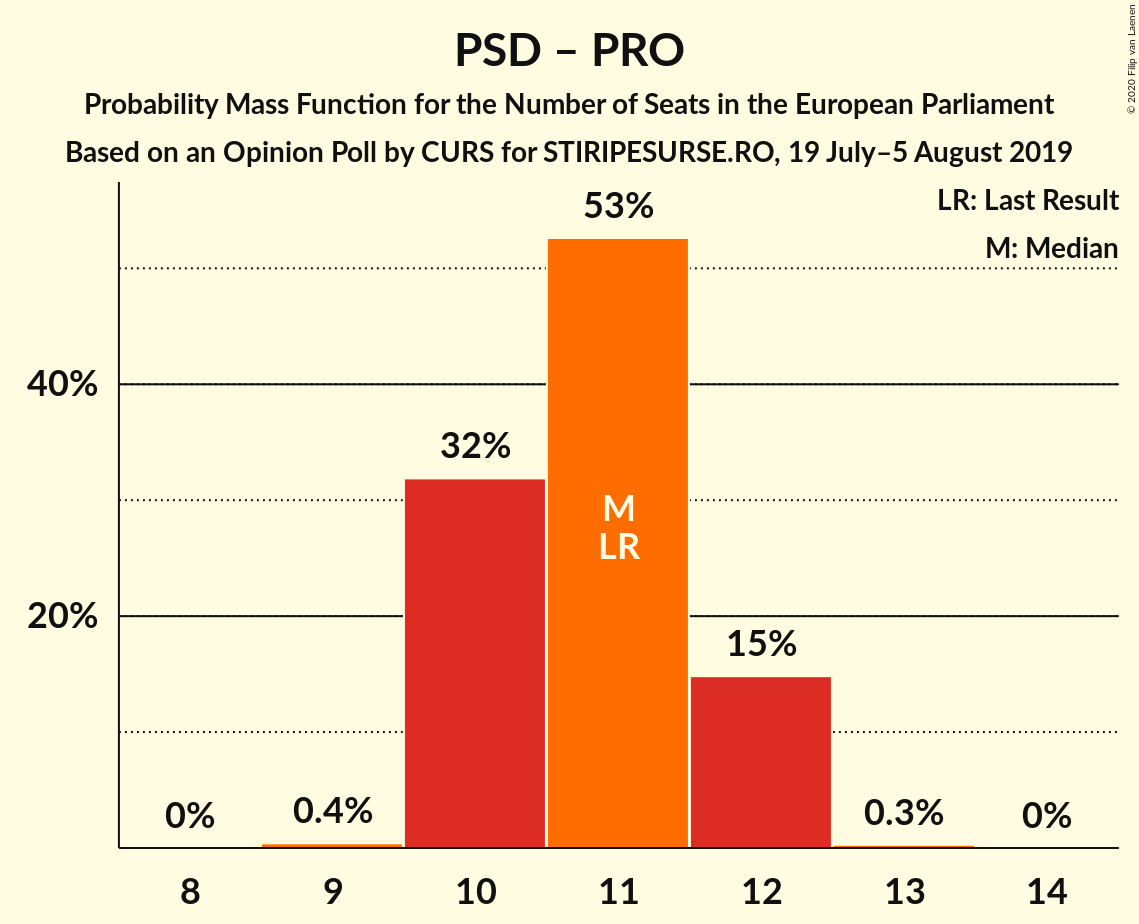 PSD – PRO
Probability Mass Function for the Number of Seats in the European Parliament
Based on an Opinion Poll by CURS for STIRIPESURSE.RO, 19 July–5 August 2019
© 2020 Filip van Laenen
LR: Last Result
M: Median
53%
40%
32%
M
LR
20%
15%
0%
0.4%
0.3%
0%
8
9
10
11
12
13
14